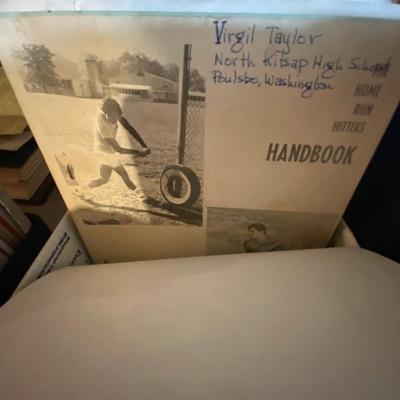 Virgil Taylor
North Kitsap High School
Poulsbo, Washington
THE
HOME
RUN
HITTERS
HANDBOOK